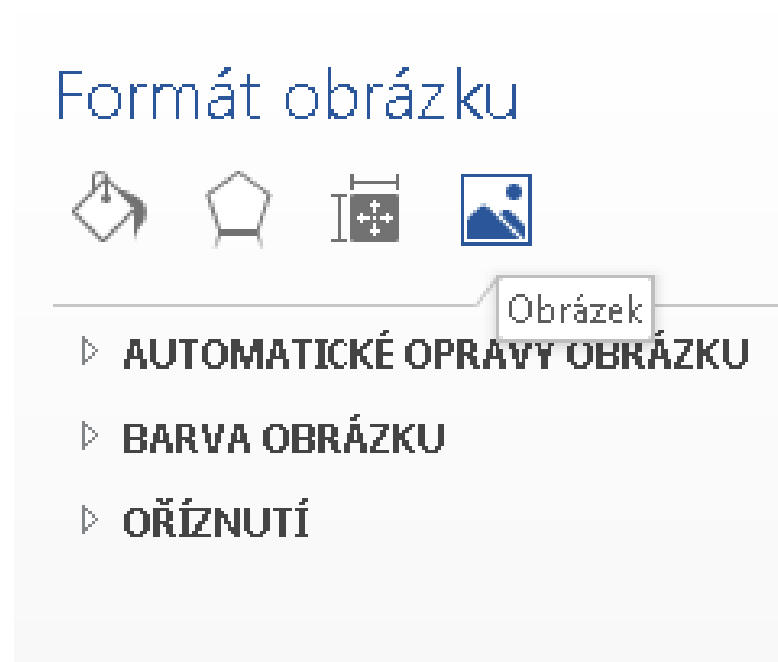 Formát obrázku
Obrázek
AUTOMATICKÉ OPRAVY OBRÁZKU
BARVA OBRÁZKU
OŘÍZNUTÍ